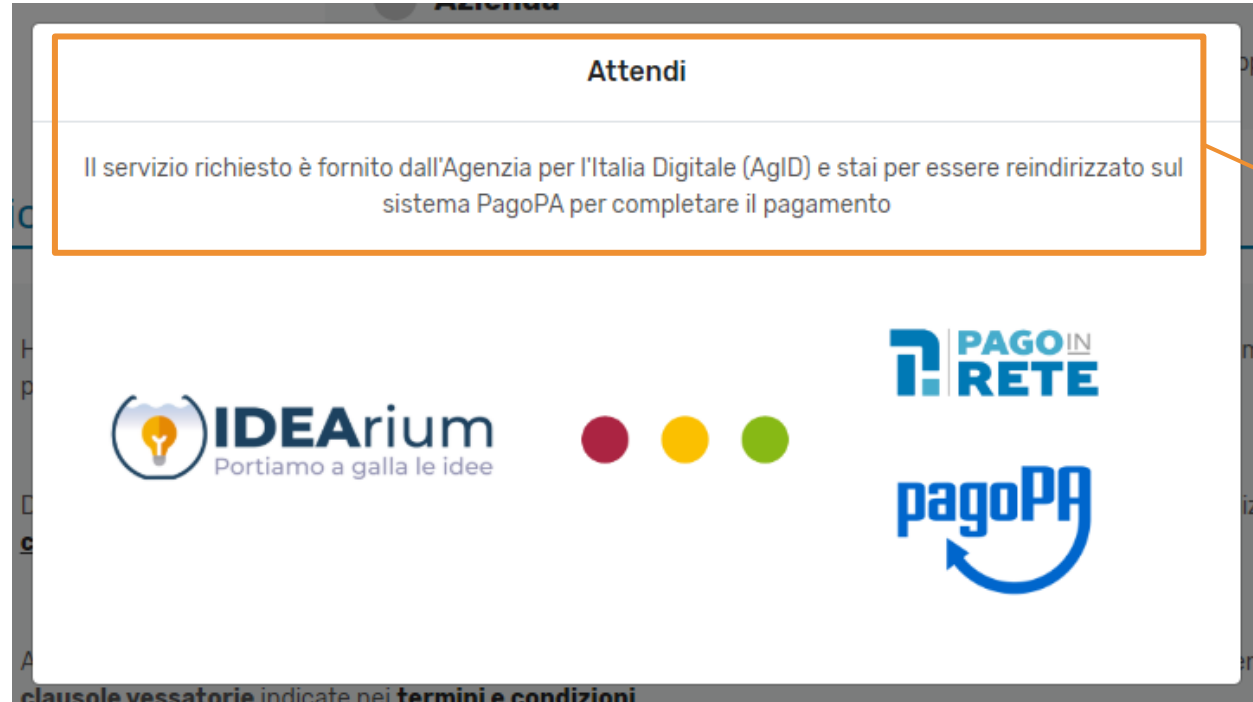 Azienda
Attendi
Il servizio richiesto è fornito dall'Agenzia per l'Italia Digitale (AgID) e stai per essere reindirizzato sul
sistema PagoPA per completare il pagamento
PAGO IN
RETE
IDEArium
Portiamo a galla le idee
pagoPA
clausole vessatorie indicate nei termini e condizioni